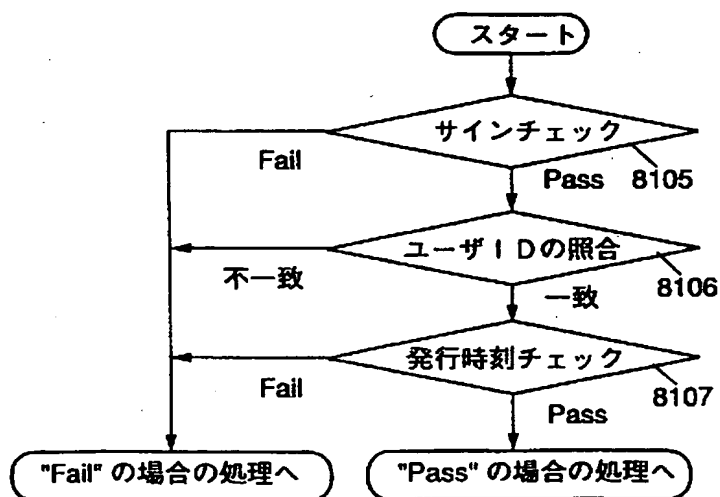 スタート
サインチェック
Fail
Pass
8105
ユーザIDの照合
不一致
一致
8106
発行時刻チェック
Fail
Pass
8107
"Fail" の場合の処理へ
"Pass" の場合の処理へ